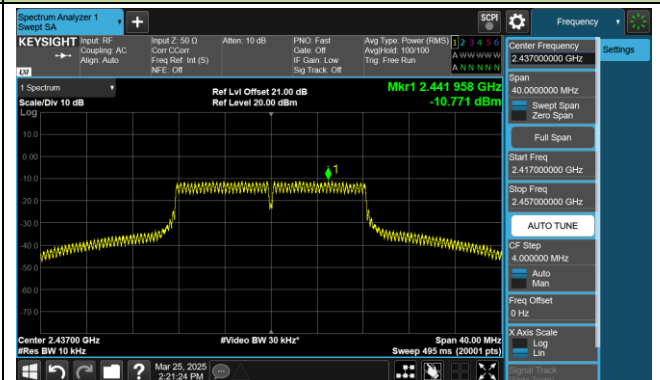 Spectrum Analyzer 1
Swept SA
+
SCPI
Frequency
KEYSIGHT
Input: RF
Coupling: AC
Align: Auto
Input Z: 50 Ω
Corr CCorr
Freq Ref: Int (S)
NFE: Off
Atten: 10 dB
PNO: Fast
Gate: Off
IF Gain: Low
Sig Track: Off
Avg Type: Power (RMS)
Avg|Hold: 100/100
Trig: Free Run
1 2 3 4 5 6
A W W W W W
A N N N N N
LXI
1 Spectrum
Scale/Div 10 dB
Log
Ref Lvl Offset 21.00 dB
Ref Level 20.00 dBm
Mkr1 2.441 958 GHz
-10.771 dBm
10.0
0.00
-10.0
-20.0
-30.0
-40.0
-50.0
-60.0
-70.0
1
Center 2.43700 GHz
#Res BW 10 kHz
#Video BW 30 kHz*
Span 40.00 MHz
Sweep 495 ms (20001 pts)
Mar 25, 2025
2:21:24 PM
Center Frequency
2.437000000 GHz
Settings
Span
40.0000000 MHz
Swept Span
Zero Span
Full Span
Start Freq
2.417000000 GHz
Stop Freq
2.457000000 GHz
AUTO TUNE
CF Step
4.000000 MHz
Auto
Man
Freq Offset
0 Hz
X Axis Scale
Log
Lin
Signal Track